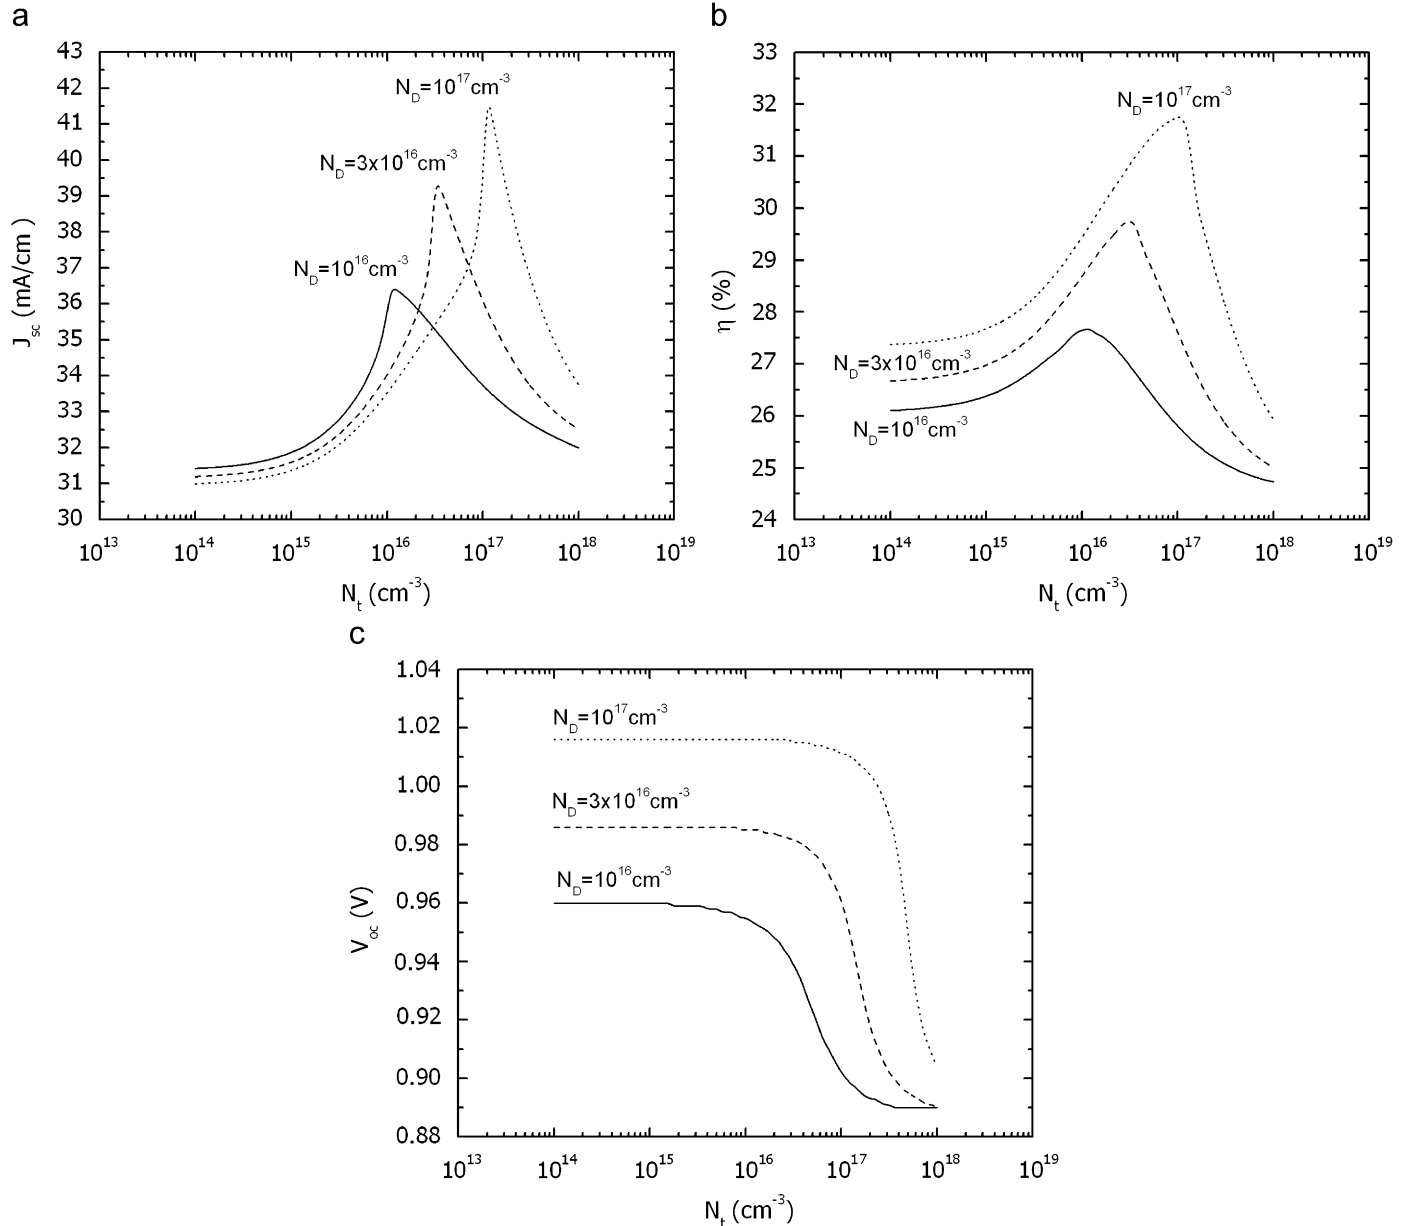 a
N_D=10^17cm^-3
N_D=3x10^16cm^-3
N_D=10^16cm^-3
J_sc (mA/cm )
43
42
41
40
39
38
37
36
35
34
33
32
31
30
10^13 10^14 10^15 10^16 10^17 10^18 10^19
N_t (cm^-3)
b
N_D=10^17cm^-3
N_D=3x10^16cm^-3
N_D=10^16cm^-3
η (%)
33
32
31
30
29
28
27
26
25
24
10^13 10^14 10^15 10^16 10^17 10^18 10^19
N_t (cm^-3)
c
N_D=10^17cm^-3
N_D=3x10^16cm^-3
N_D=10^16cm^-3
V_oc (V)
1.04
1.02
1.00
0.98
0.96
0.94
0.92
0.90
0.88
10^13 10^14 10^15 10^16 10^17 10^18 10^19
N_t (cm^-3)